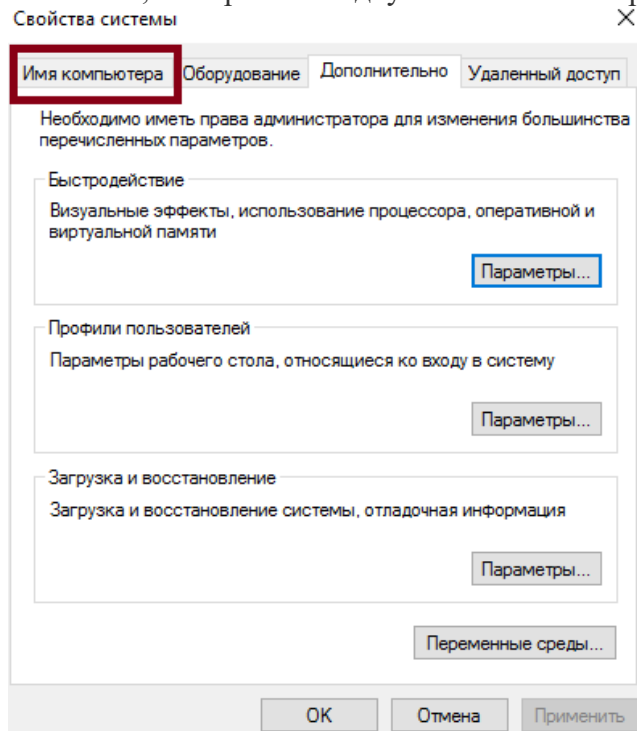 Свойства системы
Имя компьютера Оборудование Дополнительно Удаленный доступ
Необходимо иметь права администратора для изменения большинства
перечисленных параметров.
Быстродействие
Визуальные эффекты, использование процессора, оперативной и
виртуальной памяти
Параметры...
Профили пользователей
Параметры рабочего стола, относящиеся ко входу в систему
Параметры...
Загрузка и восстановление
Загрузка и восстановление системы, отладочная информация
Параметры...
Переменные среды...
ОК Отмена Применить